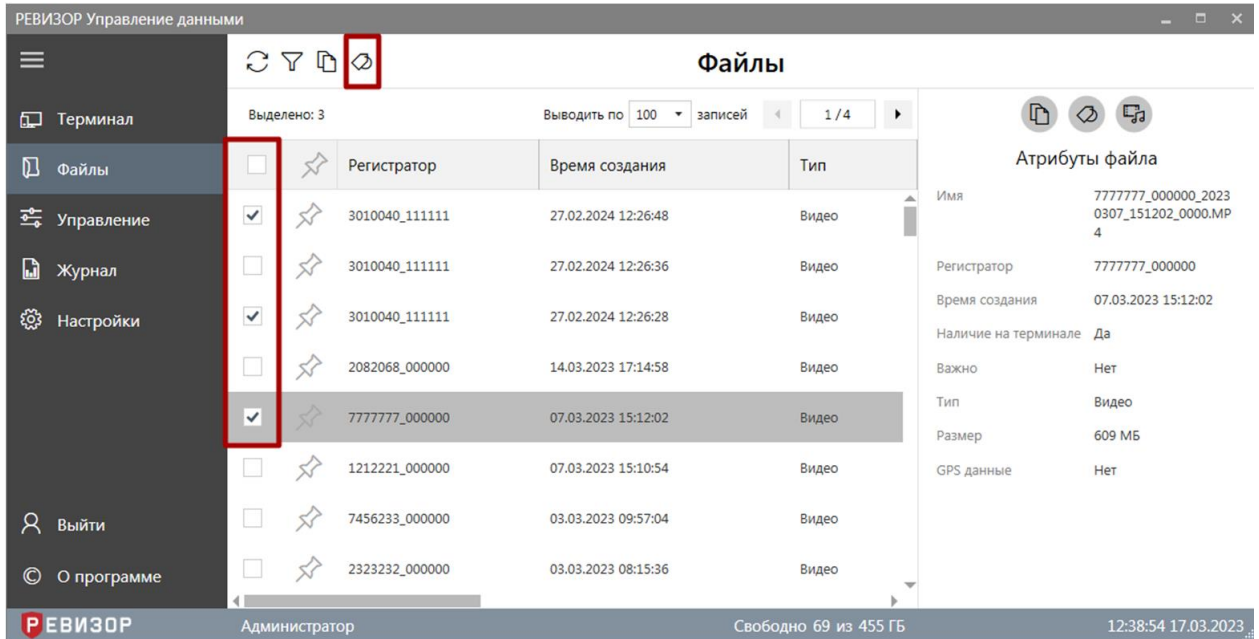 РЕВИЗОР Управление данными
Файлы
Терминал
Файлы
Управление
Журнал
Настройки
Выйти
© О программе
Выделено: 3 Выводить по 100 записей 1 / 4
Регистратор Время создания Тип
3010040_111111 27.02.2024 12:26:48 Видео
3010040_111111 27.02.2024 12:26:36 Видео
3010040_111111 27.02.2024 12:26:28 Видео
2082068_000000 14.03.2023 17:14:58 Видео
7777777_000000 07.03.2023 15:12:02 Видео
1212221_000000 07.03.2023 15:10:54 Видео
7456233_000000 03.03.2023 09:57:04 Видео
2323232_000000 03.03.2023 08:15:36 Видео
Атрибуты файла
Имя 7777777_000000_2023
0307_151202_0000.MP
4
Регистратор 7777777_000000
Время создания 07.03.2023 15:12:02
Наличие на терминале Да
Важно Нет
Тип Видео
Размер 609 МБ
GPS данные Нет
РЕВИЗОР Администратор Свободно 69 из 455 ГБ 12:38:54 17.03.2023